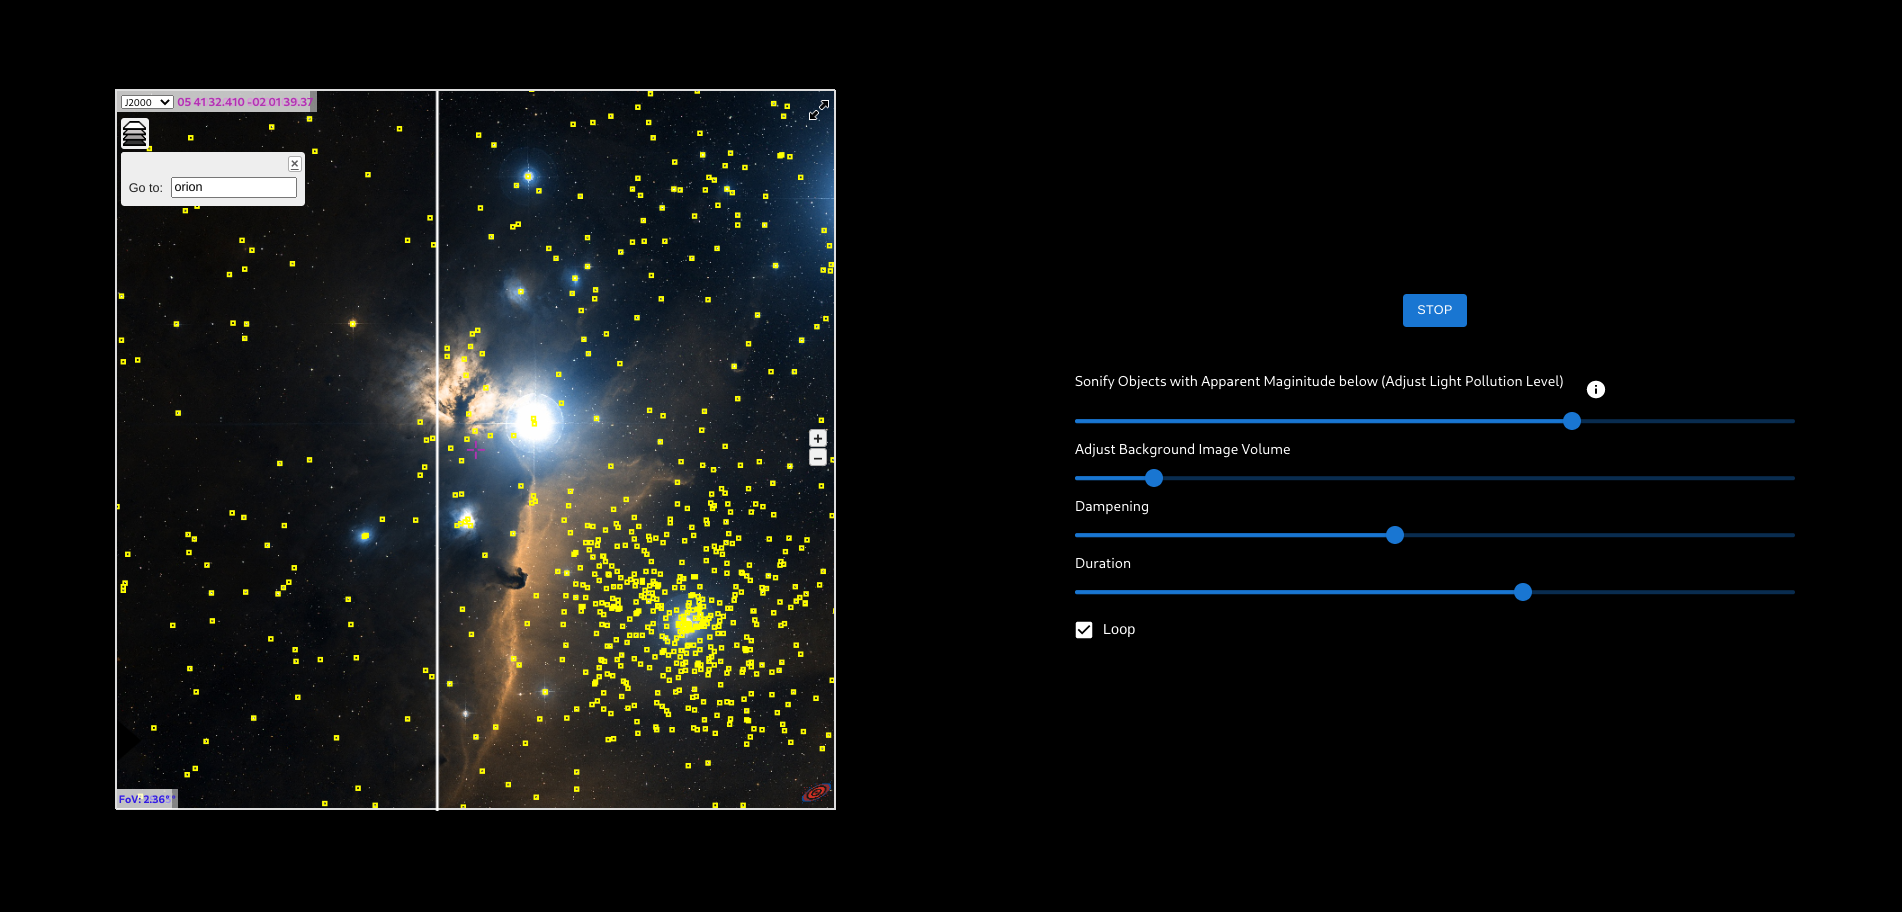 J2000 05 41 32.410 -02 01 39.37
Go to: orion
FoV: 2.36°
STOP
Sonify Objects with Apparent Maginitude below (Adjust Light Pollution Level)
Adjust Background Image Volume
Dampening
Duration
Loop